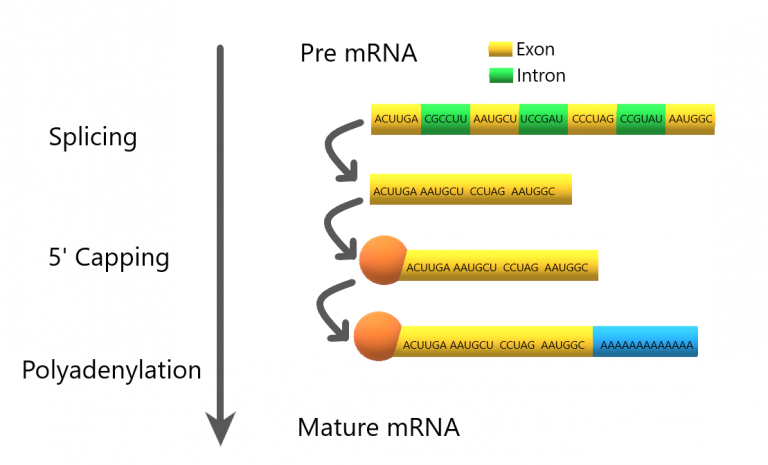 Pre mRNA
Exon
Intron
Splicing
ACUUGA CGCCUU AAUGCU UCCGAU CCCUAG CCGUAU AAUGGC
ACUUGA AAUGCU CCUAG AAUGGC
5' Capping
ACUUGA AAUGCU CCUAG AAUGGC
Polyadenylation
ACUUGA AAUGCU CCUAG AAUGGC AAAAAAAAAAAAA
Mature mRNA